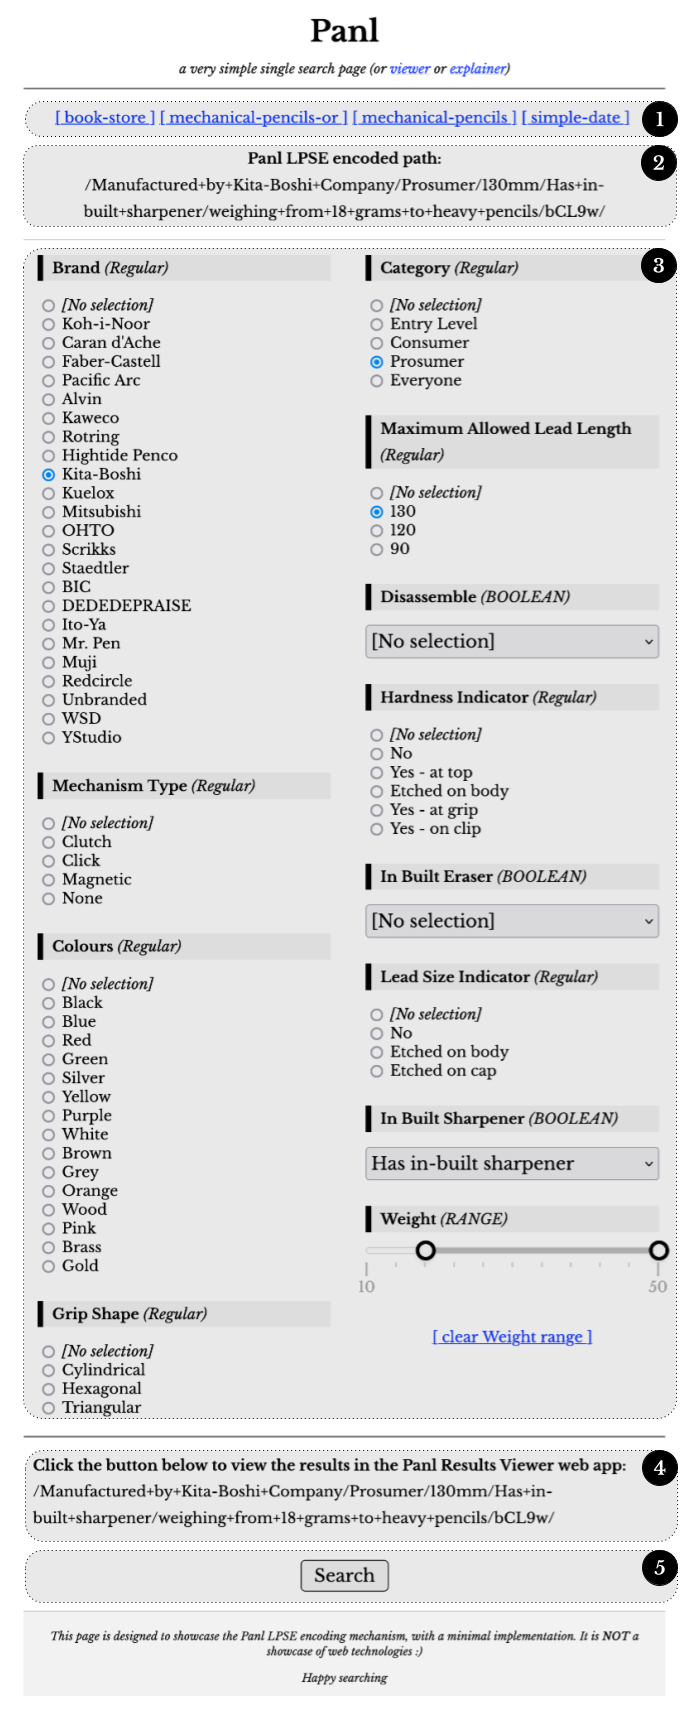 Panl
a very simple single search page (or viewer or explainer)
[ book-store ] [ mechanical-pencils-or ] [ mechanical-pencils ] [ simple-date ]
1
Panl LPSE encoded path:
2
/Manufactured+by+Kita-Boshi+Company/Prosumer/130mm/Has+in-
built+sharpener/weighing+from+18+grams+to+heavy+pencils/bCL9w/
3
Brand (Regular)
[No selection]
Koh-i-Noor
Caran d'Ache
Faber-Castell
Pacific Arc
Alvin
Kaweco
Rotring
Hightide Penco
Kita-Boshi
Kuelox
Mitsubishi
OHTO
Scrikks
Staedtler
BIC
DEDEDEPRAISE
Ito-Ya
Mr. Pen
Muji
Redcircle
Unbranded
WSD
YStudio
Mechanism Type (Regular)
[No selection]
Clutch
Click
Magnetic
None
Colours (Regular)
[No selection]
Black
Blue
Red
Green
Silver
Yellow
Purple
White
Brown
Grey
Orange
Wood
Pink
Brass
Gold
Grip Shape (Regular)
[No selection]
Cylindrical
Hexagonal
Triangular
Category (Regular)
[No selection]
Entry Level
Consumer
Prosumer
Everyone
Maximum Allowed Lead Length
(Regular)
[No selection]
130
120
90
Disassemble (BOOLEAN)
[No selection]
Hardness Indicator (Regular)
[No selection]
No
Yes - at top
Etched on body
Yes - at grip
Yes - on clip
In Built Eraser (BOOLEAN)
[No selection]
Lead Size Indicator (Regular)
[No selection]
No
Etched on body
Etched on cap
In Built Sharpener (BOOLEAN)
Has in-built sharpener
Weight (RANGE)
10 50
[ clear Weight range ]
Click the button below to view the results in the Panl Results Viewer web app:
4
/Manufactured+by+Kita-Boshi+Company/Prosumer/130mm/Has+in-
built+sharpener/weighing+from+18+grams+to+heavy+pencils/bCL9w/
Search
5
This page is designed to showcase the Panl LPSE encoding mechanism, with a minimal implementation. It is NOT a
showcase of web technologies :)
Happy searching